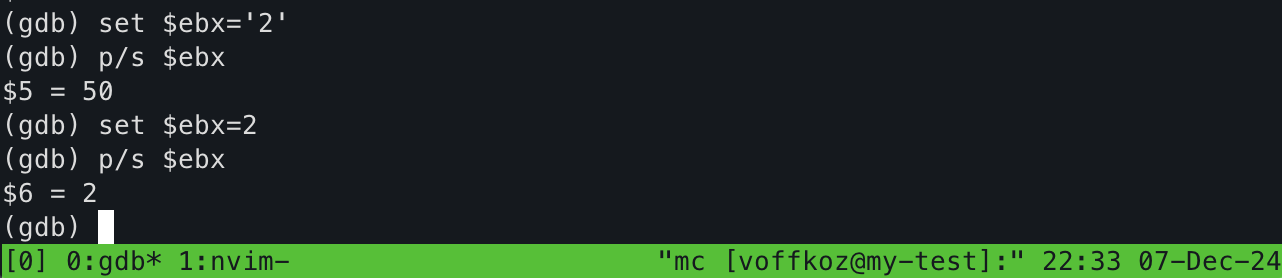 (gdb) set $ebx='2'
(gdb) p/s $ebx
$5 = 50
(gdb) set $ebx=2
(gdb) p/s $ebx
$6 = 2
(gdb)
[0] 0:gdb* 1:nvim- "mc [voffkoz@my-test]:" 22:33 07-Dec-24